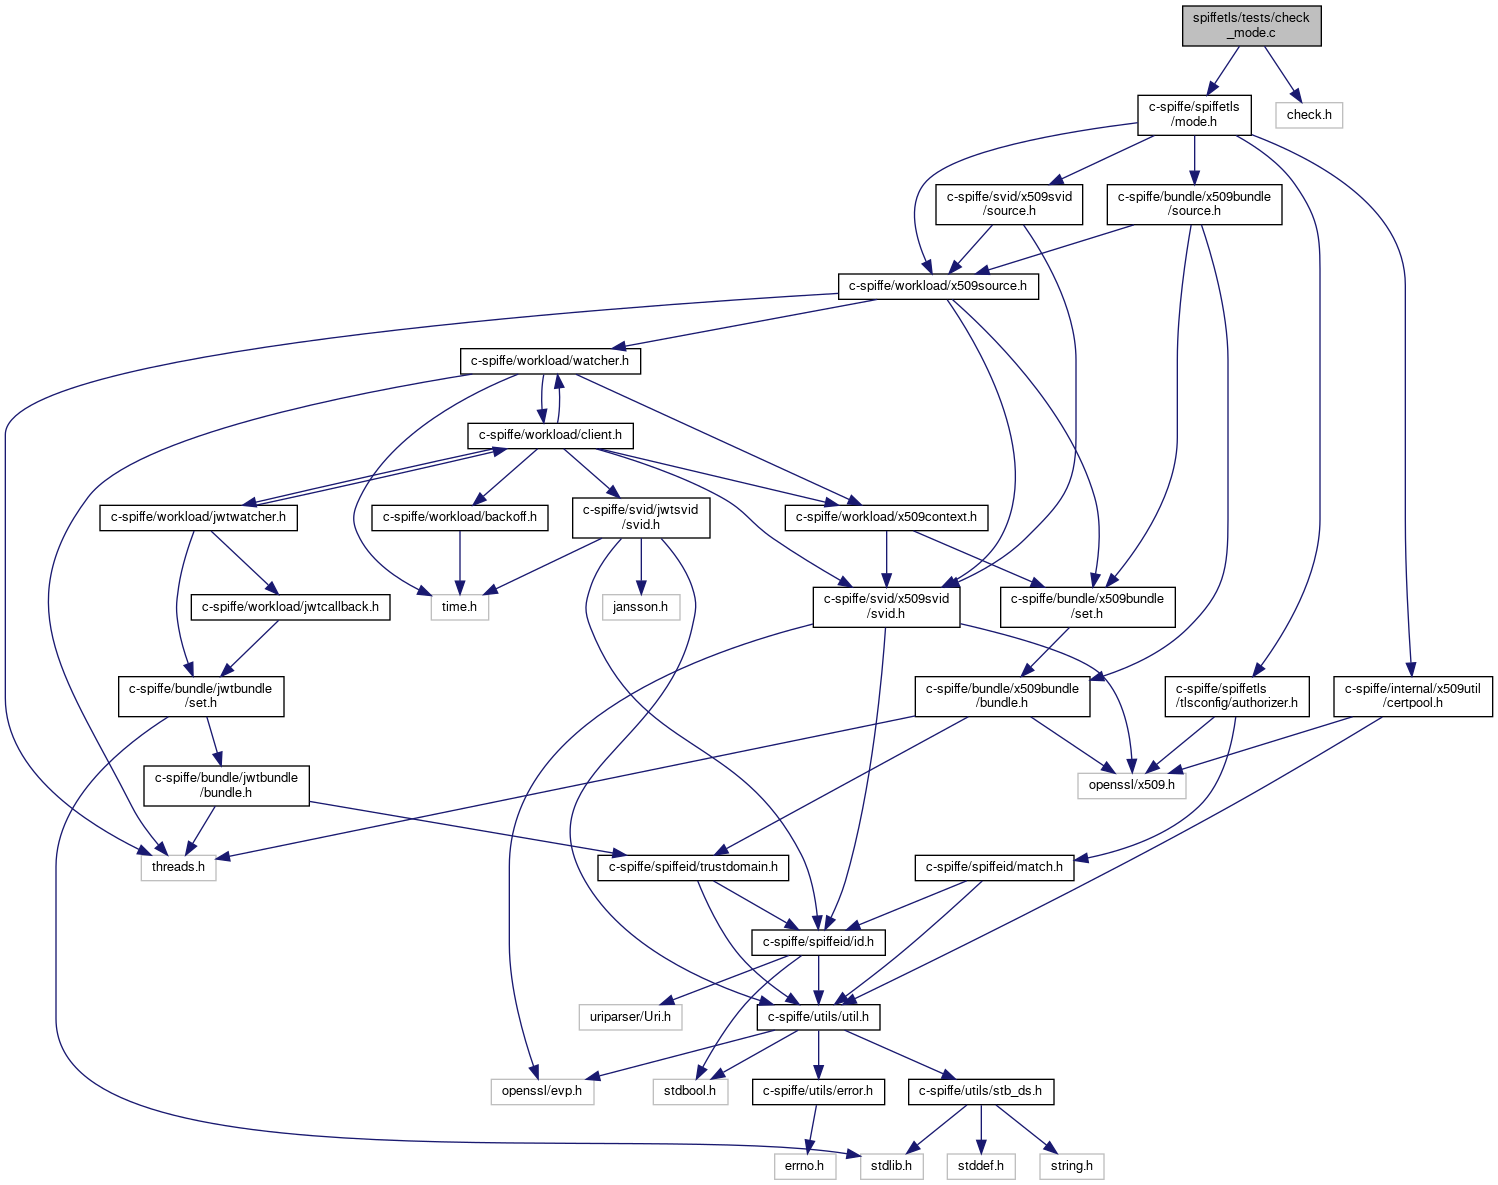 spiffetls/tests/check
_mode.c
c-spiffe/spiffetls
/mode.h
check.h
c-spiffe/svid/x509svid
/source.h
c-spiffe/bundle/x509bundle
/source.h
c-spiffe/workload/x509source.h
c-spiffe/workload/watcher.h
c-spiffe/workload/client.h
c-spiffe/workload/jwtwatcher.h
c-spiffe/workload/backoff.h
c-spiffe/svid/jwtsvid
/svid.h
c-spiffe/workload/x509context.h
c-spiffe/workload/jwtcallback.h
time.h
jansson.h
c-spiffe/svid/x509svid
/svid.h
c-spiffe/bundle/x509bundle
/set.h
c-spiffe/bundle/jwtbundle
/set.h
c-spiffe/bundle/x509bundle
/bundle.h
c-spiffe/spiffetls
/tlsconfig/authorizer.h
c-spiffe/internal/x509util
/certpool.h
c-spiffe/bundle/jwtbundle
/bundle.h
openssl/x509.h
threads.h
c-spiffe/spiffeid/trustdomain.h
c-spiffe/spiffeid/match.h
c-spiffe/spiffeid/id.h
uriparser/Uri.h
c-spiffe/utils/util.h
openssl/evp.h
stdbool.h
c-spiffe/utils/error.h
c-spiffe/utils/stb_ds.h
errno.h
stdlib.h
stddef.h
string.h